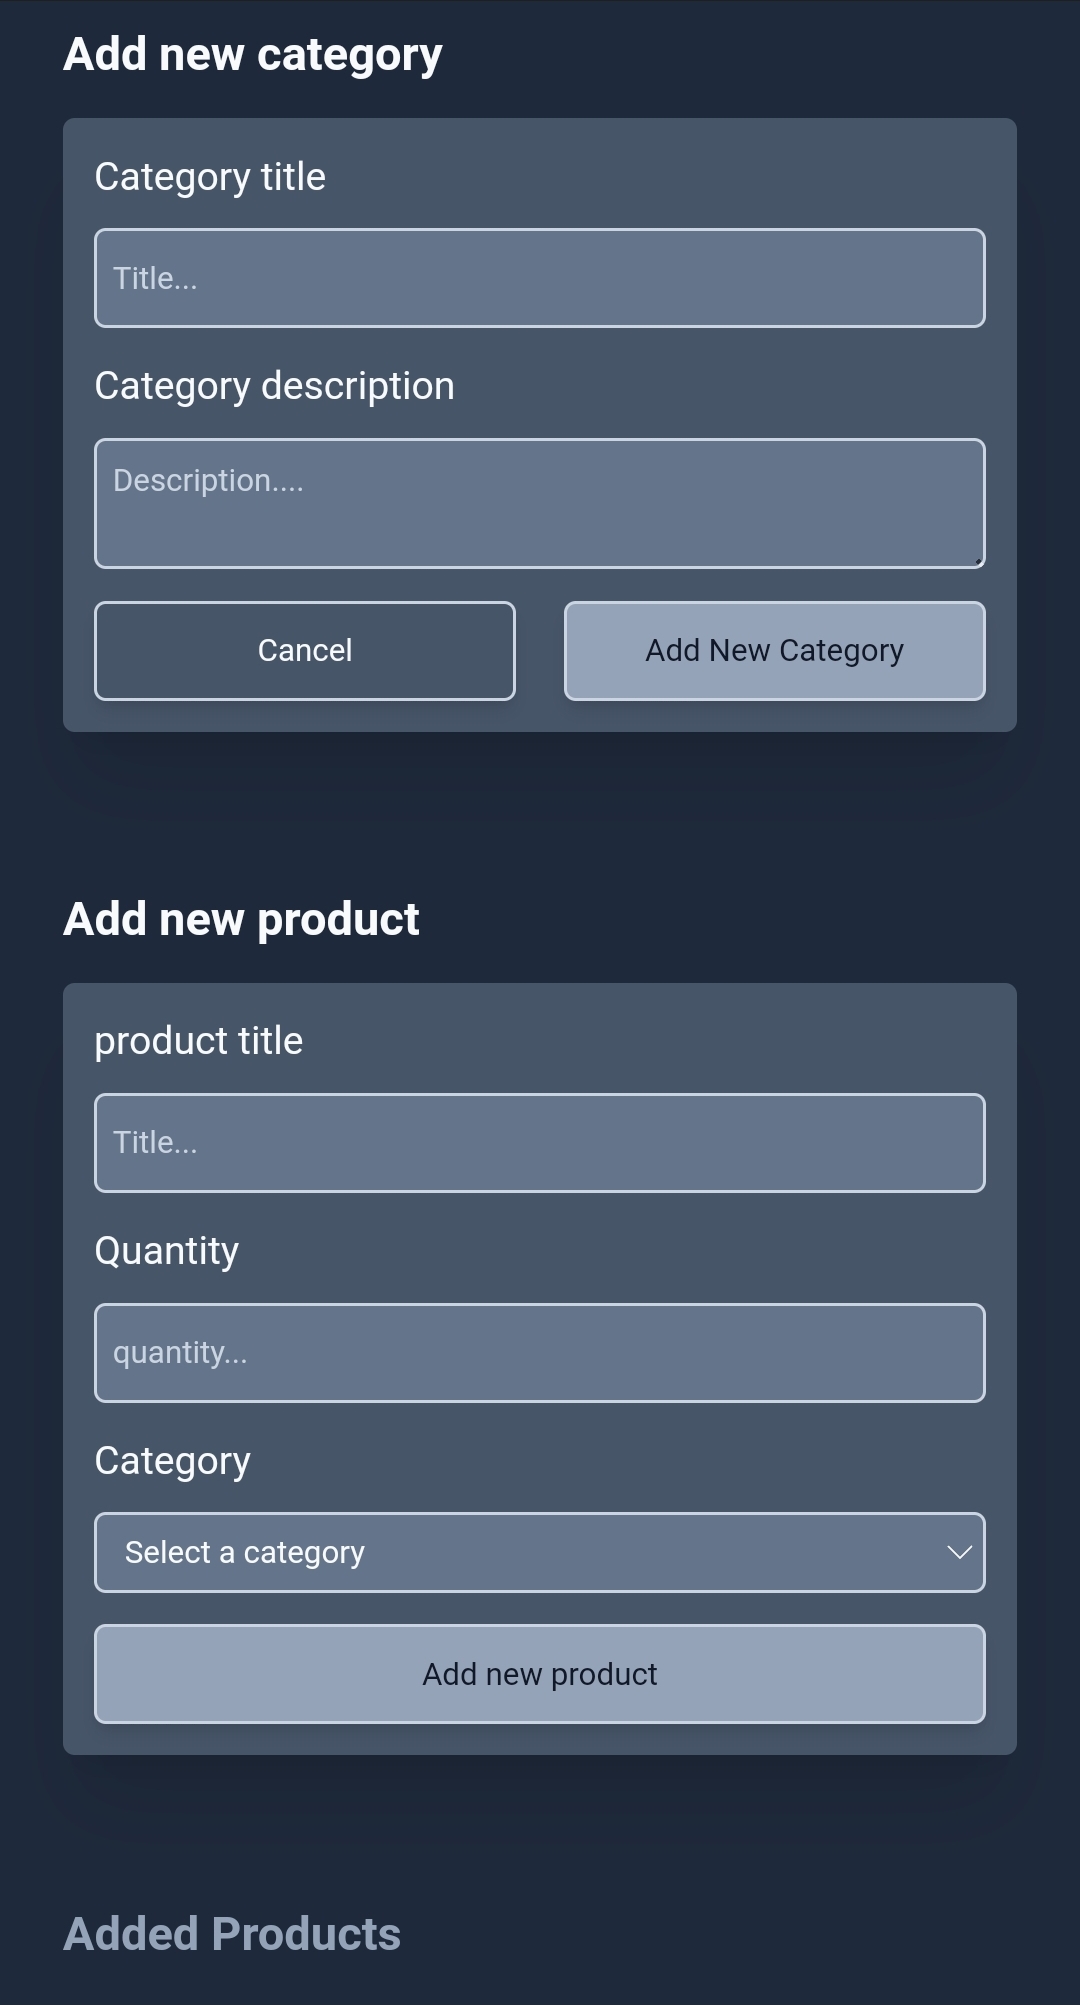 Add new category
Category title
Title...
Category description
Description....
Cancel
Add New Category
Add new product
product title
Title...
Quantity
quantity...
Category
Select a category
Add new product
Added Products